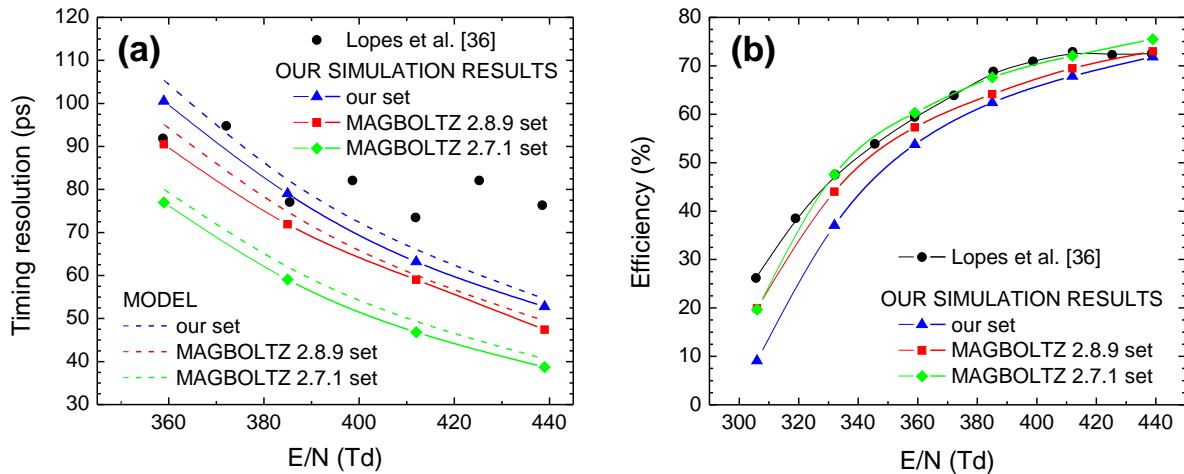 (a)
Lopes et al. [36]
OUR SIMULATION RESULTS
our set
MAGBOLTZ 2.8.9 set
MAGBOLTZ 2.7.1 set
MODEL
our set
MAGBOLTZ 2.8.9 set
MAGBOLTZ 2.7.1 set
Timing resolution (ps)
120
110
100
90
80
70
60
50
40
30
360 380 400 420 440
E/N (Td)
(b)
Lopes et al. [36]
OUR SIMULATION RESULTS
our set
MAGBOLTZ 2.8.9 set
MAGBOLTZ 2.7.1 set
Efficiency (%)
80
70
60
50
40
30
20
10
0
300 320 340 360 380 400 420 440
E/N (Td)